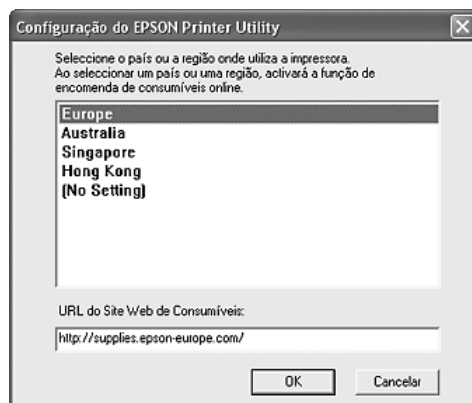 Configuração do EPSON Printer Utility
Seleccione o país ou a região onde utiliza a impressora.
Ao seleccionar um país ou uma região, activará a função de
encomenda de consumíveis online.
Europe
Australia
Singapore
Hong Kong
(No Setting)
URL do Site Web de Consumíveis:
http://supplies.epson-europe.com/
OK
Cancelar